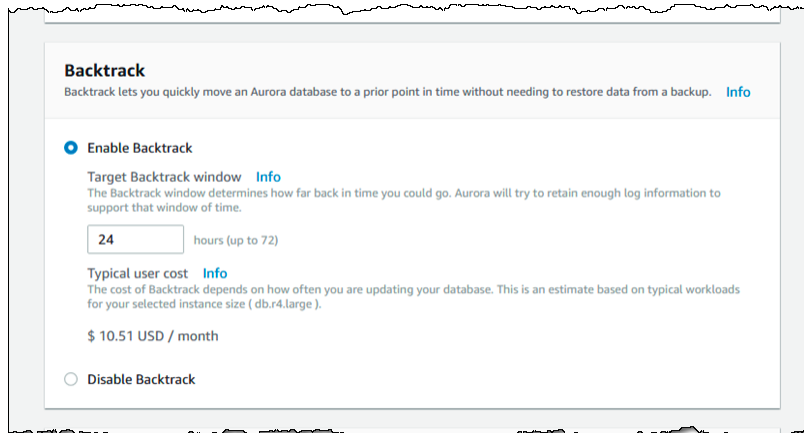 Backtrack
Backtrack lets you quickly move an Aurora database to a prior point in time without needing to restore data from a backup. Info
Enable Backtrack
Target Backtrack window Info
The Backtrack window determines how far back in time you could go. Aurora will try to retain enough log information to
support that window of time.
24 hours (up to 72)
Typical user cost Info
The cost of Backtrack depends on how often you are updating your database. This is an estimate based on typical workloads
for your selected instance size ( db.r4.large ).
$ 10.51 USD / month
Disable Backtrack